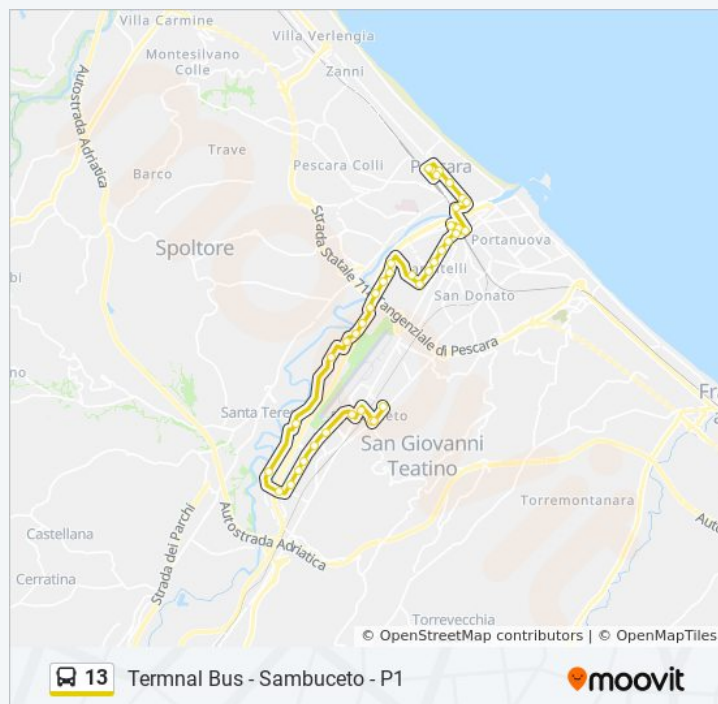 Villa Carmine
Villa Verlengia
Montesilvano
Colle
Zanni
Autostrada Adriatica
Trave
Pescara Colli
Barco
Strada Statale 714 Tangenziale di Pescara
Spoltore
Portanuova
San Donato
Santa Tere
eto
San Giovanni
Teatino
Torremontanara
Castellana
Autostrada Adriatica
Strada dei Parchi
Cerratina
Torrevecchia
© OpenStreetMap contributors | © OpenMapTiles
13 Termnal Bus - Sambuceto - P1
moovit